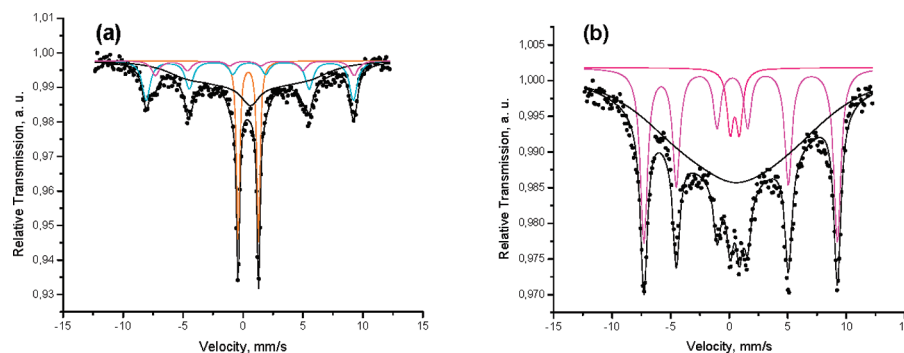 (a)
1,01
1,00
0,99
0,98
0,97
0,96
0,95
0,94
0,93
Relative Transmission, a. u.
-15 -10 -5 0 5 10 15
Velocity, mm/s
(b)
1,005
1,000
0,995
0,990
0,985
0,980
0,975
0,970
Relative Transmission, a. u.
-15 -10 -5 0 5 10 15
Velocity, mm/s